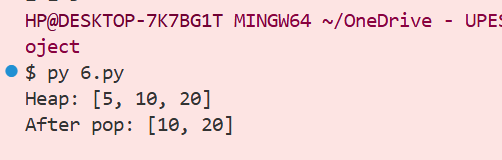 HP@DESKTOP-7K7BG1T MINGW64 ~/OneDrive - UPES
oject
$ py 6.py
Heap: [5, 10, 20]
After pop: [10, 20]